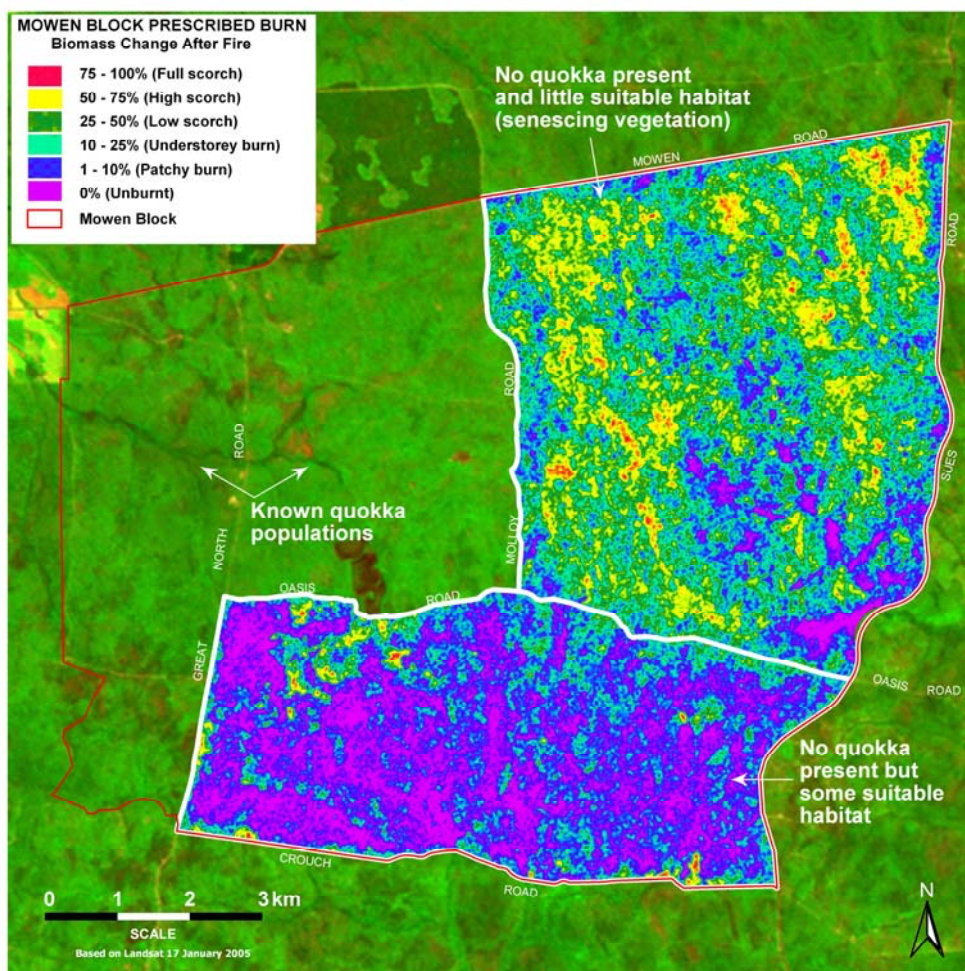 MOWEN BLOCK PRESCRIBED BURN
Biomass Change After Fire
75 - 100% (Full scorch)
50 - 75% (High scorch)
25 - 50% (Low scorch)
10 - 25% (Understorey burn)
1 - 10% (Patchy burn)
0% (Unburnt)
Mowen Block
No quokka present
and little suitable habitat
(senescing vegetation)
MOWEN ROAD
ROAD
SUES
ROAD
MOLLOY
ROAD
NORTH
GREAT
Known quokka
populations
OASIS ROAD
OASIS ROAD
No quokka
present but
some suitable
habitat
CROUCH
ROAD
0 1 2 3 km
SCALE
Based on Landsat 17 January 2005
N